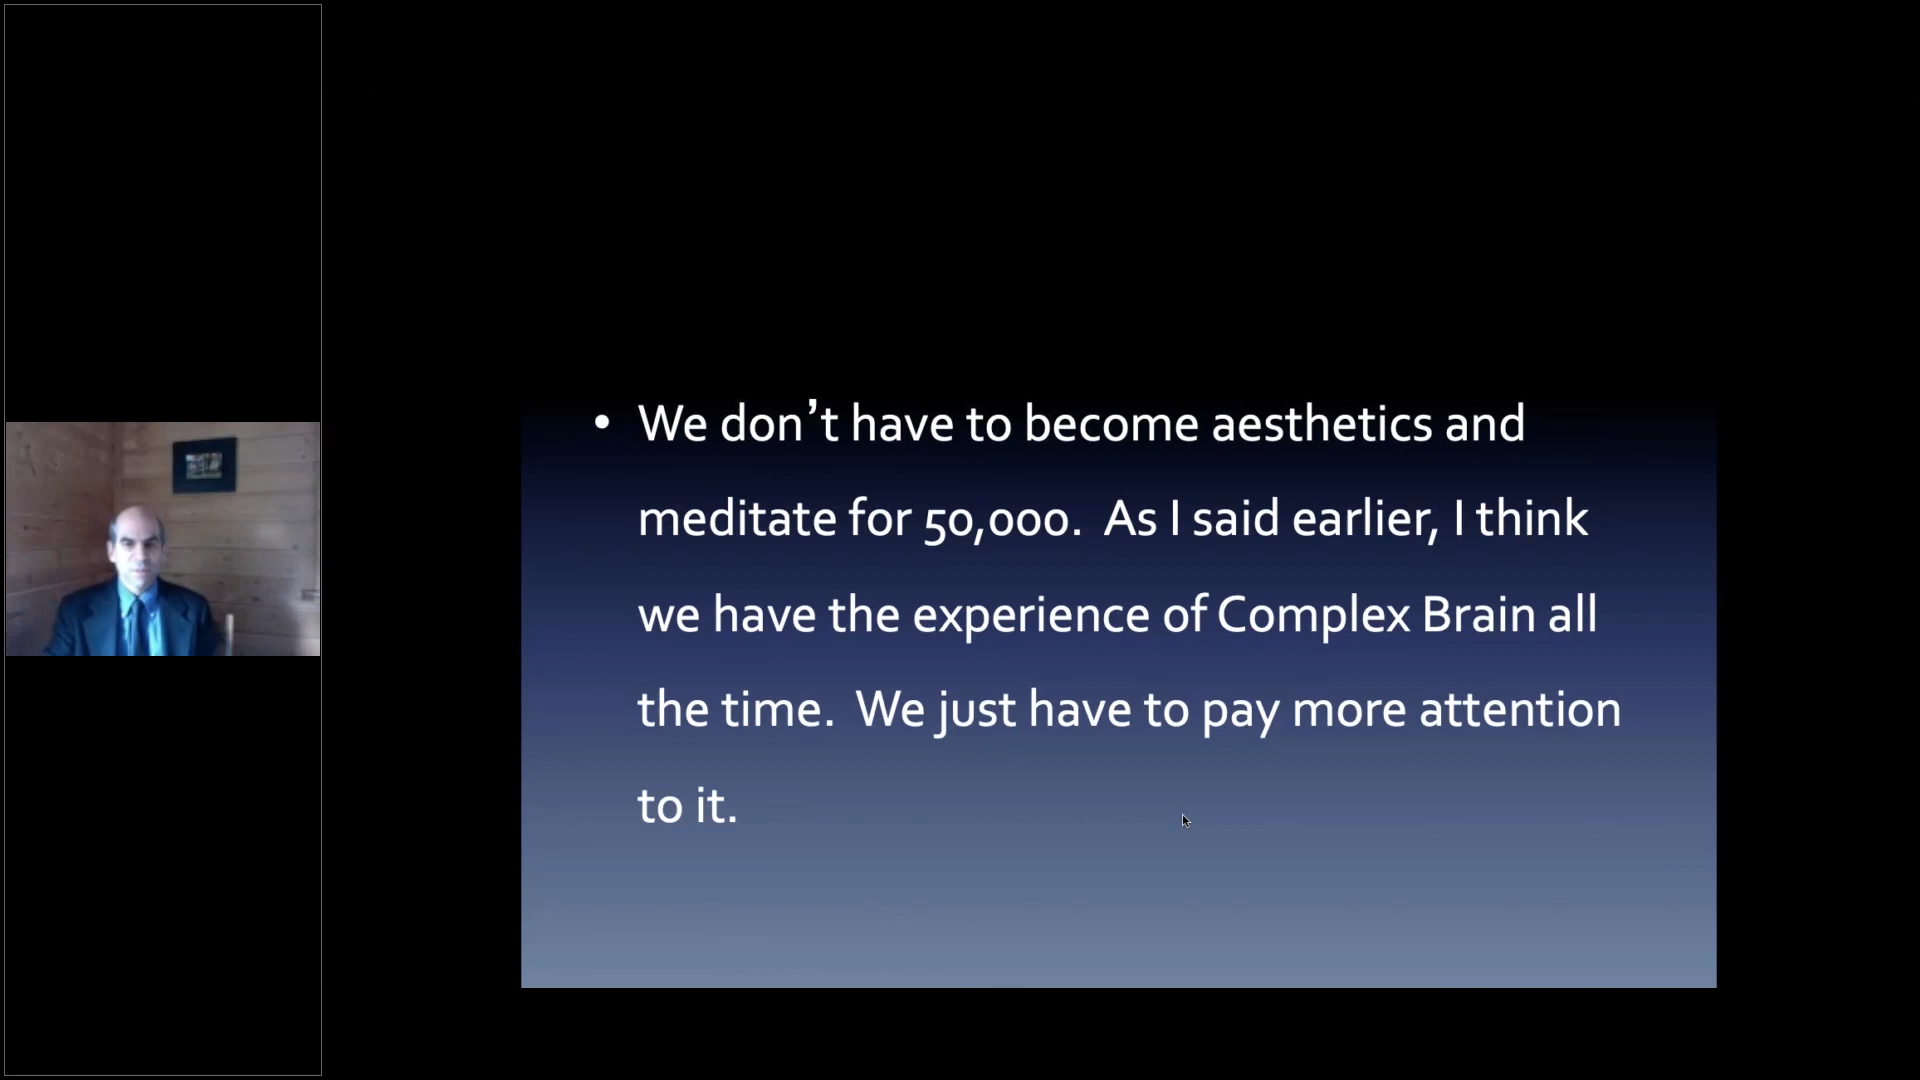 • We don’t have to become aesthetics and
meditate for 50,000.  As I said earlier, I think
we have the experience of Complex Brain all
the time.  We just have to pay more attention
to it.